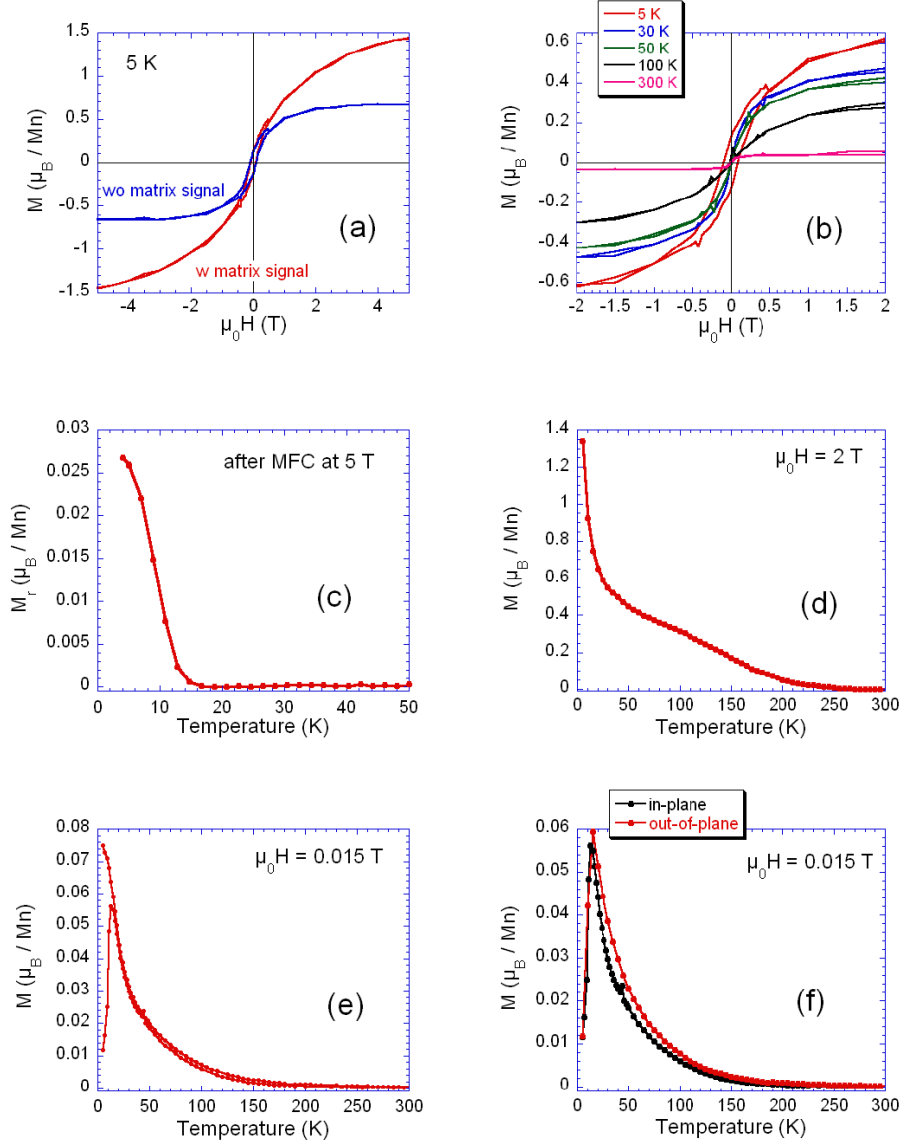 1.5
1
0.5
0
-0.5
-1
-1.5
M (μB / Mn)
5 K
wo matrix signal
w matrix signal
(a)
-4 -2 0 2 4
μ0H (T)
5 K
30 K
50 K
100 K
300 K
0.6
0.4
0.2
0
-0.2
-0.4
-0.6
M (μB / Mn)
(b)
-2 -1.5 -1 -0.5 0 0.5 1 1.5 2
μ0H (T)
0.03
0.025
0.02
0.015
0.01
0.005
0
Mr (μB / Mn)
after MFC at 5 T
(c)
0 10 20 30 40 50
Temperature (K)
1.4
1.2
1
0.8
0.6
0.4
0.2
0
M (μB / Mn)
μ0H = 2 T
(d)
0 50 100 150 200 250 300
Temperature (K)
0.08
0.07
0.06
0.05
0.04
0.03
0.02
0.01
0
M (μB / Mn)
μ0H = 0.015 T
(e)
0 50 100 150 200 250 300
Temperature (K)
in-plane
out-of-plane
0.06
0.05
0.04
0.03
0.02
0.01
0
M (μB / Mn)
μ0H = 0.015 T
(f)
0 50 100 150 200 250 300
Temperature (K)